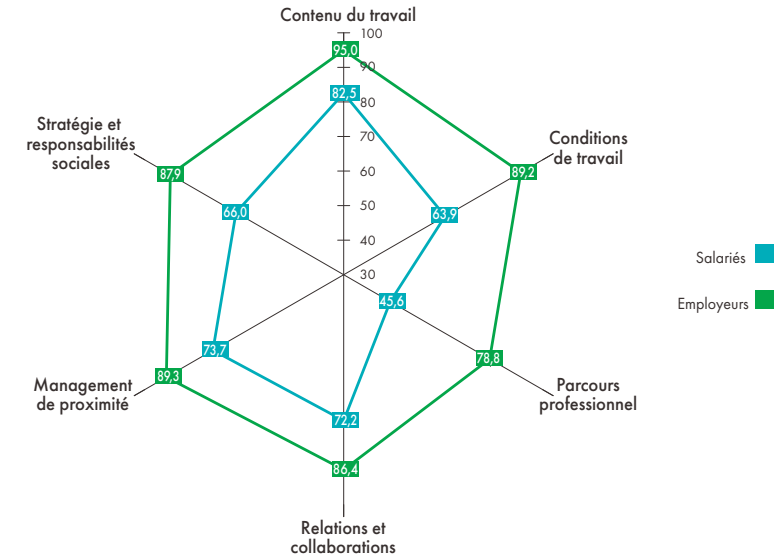 Contenu du travail
100
95,0
90
82,5
80
70
60
50
40
30
Stratégie et
responsabilités
sociales
87,9
66,0
Conditions
de travail
89,2
63,9
Salariés
Employeurs
45,6
78,8
Parcours
professionnel
73,7
89,3
Management
de proximité
72,2
86,4
Relations et
collaborations